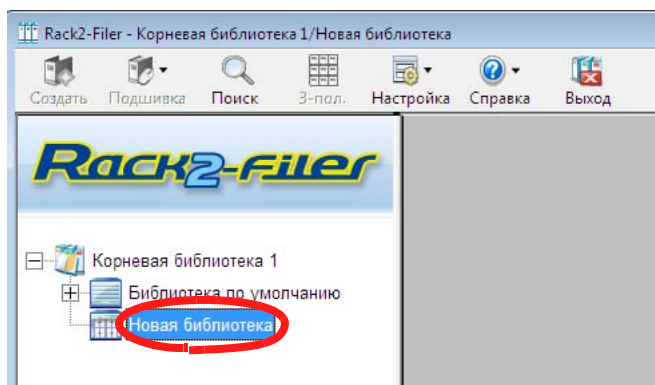 Rack2-Filer - Корневая библиотека 1/Новая библиотека
Создать Подшивка Поиск 3-пол. Настройка Справка Выход
Rack2-Filer
Корневая библиотека 1
Библиотека по умолчанию
Новая библиотека